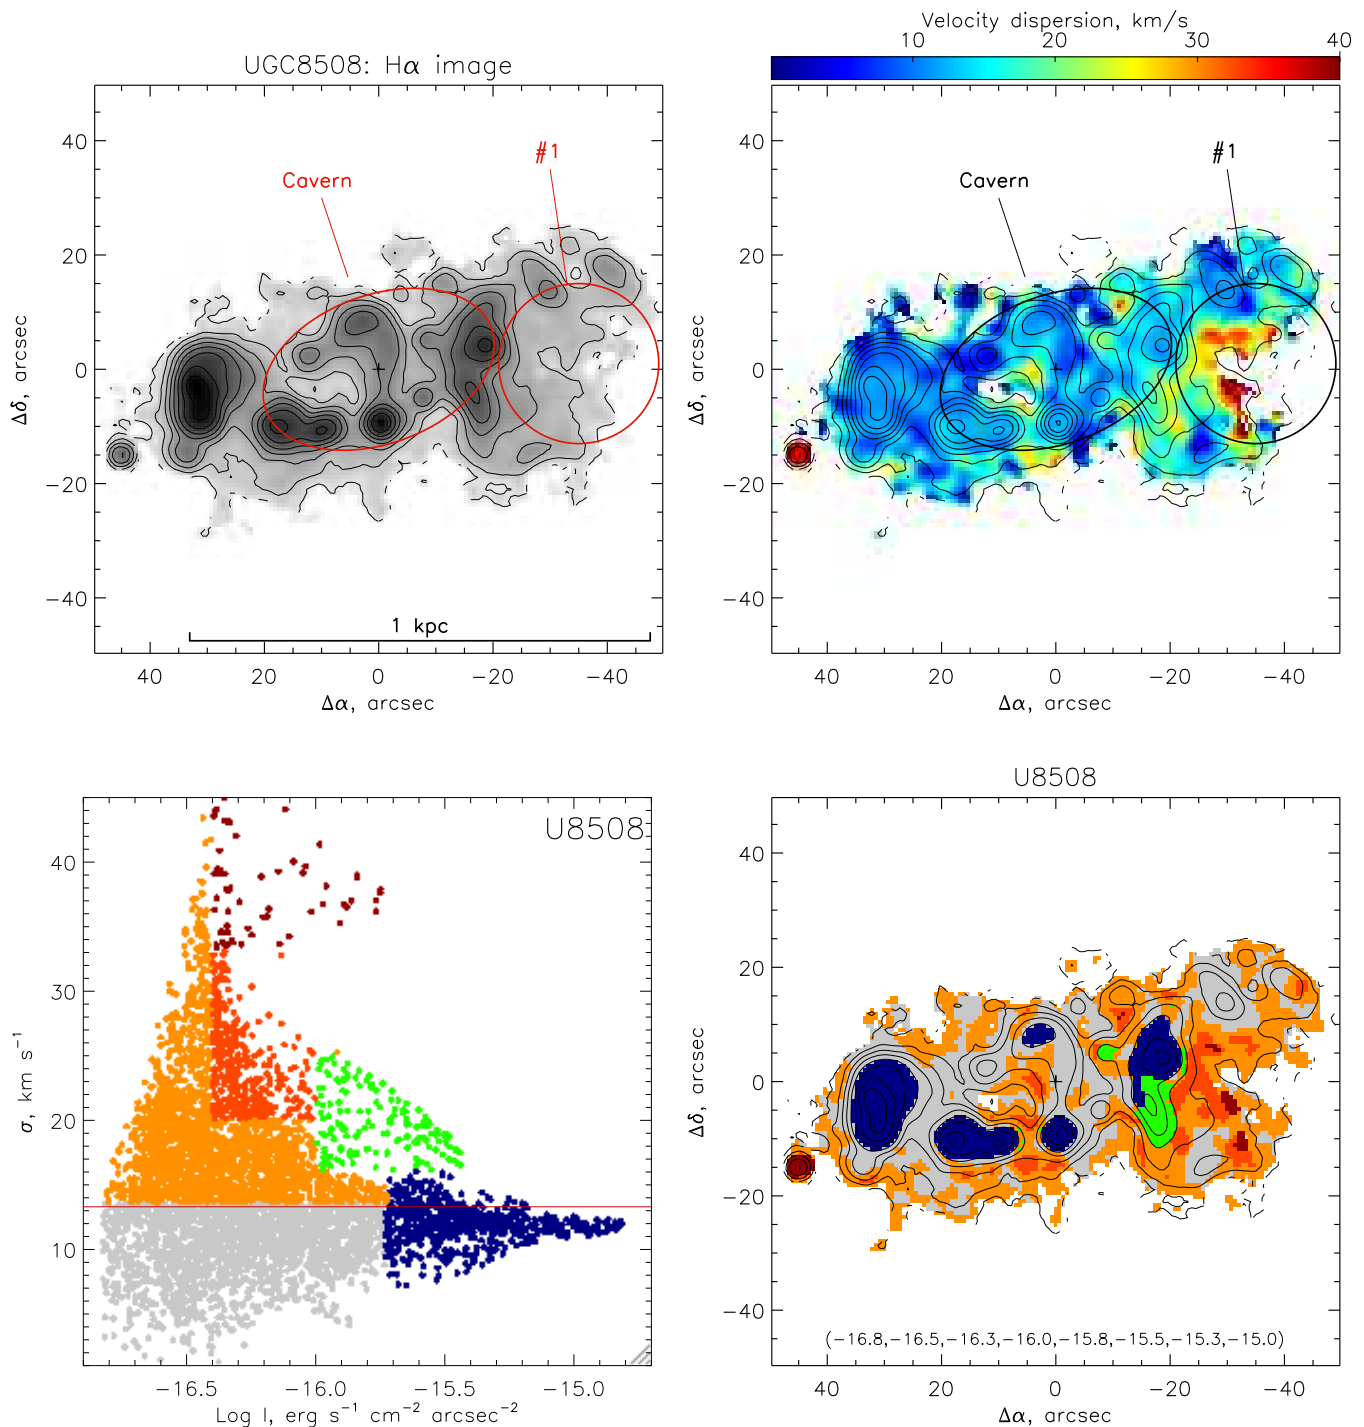 Velocity dispersion, km/s
10 20 30 40
UGC8508: Hα image
40
20
0
−20
−40
Δδ, arcsec
#1
Cavern
1 kpc
40 20 0 −20 −40
Δα, arcsec
40
20
0
−20
−40
Δδ, arcsec
#1
Cavern
40 20 0 −20 −40
Δα, arcsec
U8508
40
30
20
10
σ, km s⁻¹
−16.5 −16.0 −15.5 −15.0
Log I, erg s⁻¹ cm⁻² arcsec⁻²
U8508
40
20
0
−20
−40
Δδ, arcsec
(−16.8,−16.5,−16.3,−16.0,−15.8,−15.5,−15.3,−15.0)
40 20 0 −20 −40
Δα, arcsec